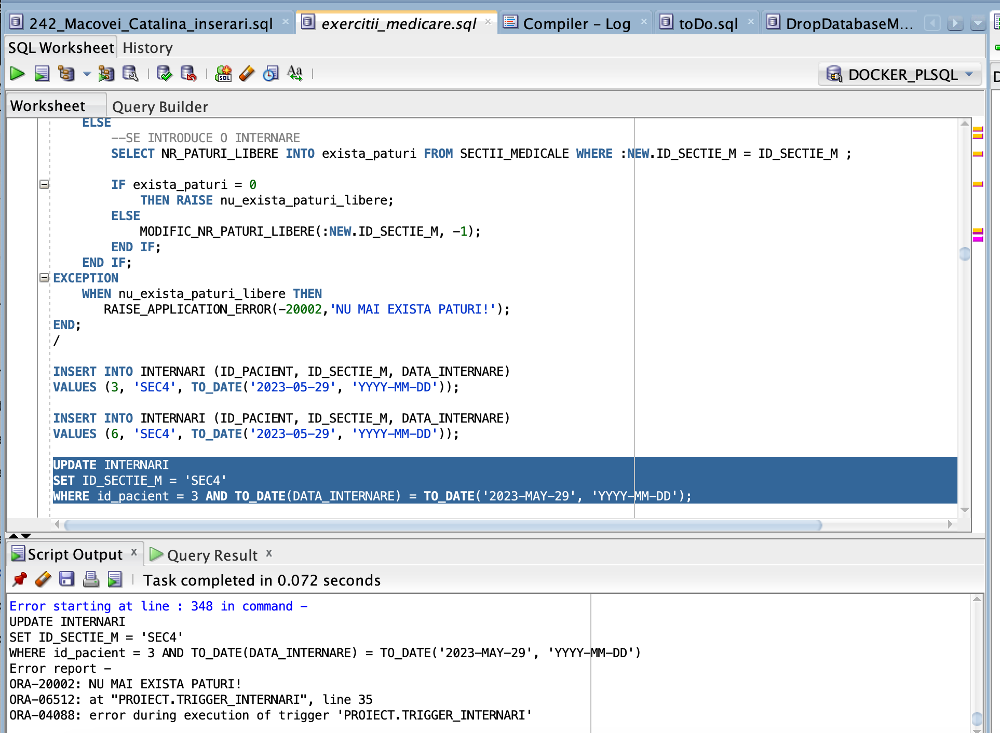 242_Macovei_Catalina_inserari.sql
exercitii_medicare.sql
Compiler - Log
toDo.sql
DropDatabaseM...
SQL Worksheet
History
DOCKER_PLSQL
Worksheet
Query Builder
ELSE
--SE INTRODUCE O INTERNARE
SELECT NR_PATURI_LIBERE INTO exista_paturi FROM SECTII_MEDICALE WHERE :NEW.ID_SECTIE_M = ID_SECTIE_M ;
IF exista_paturi = 0
THEN RAISE nu_exista_paturi_libere;
ELSE
MODIFIC_NR_PATURI_LIBERE(:NEW.ID_SECTIE_M, -1);
END IF;
END IF;
EXCEPTION
WHEN nu_exista_paturi_libere THEN
RAISE_APPLICATION_ERROR(-20002,'NU MAI EXISTA PATURI!');
END;
/
INSERT INTO INTERNARI (ID_PACIENT, ID_SECTIE_M, DATA_INTERNARE)
VALUES (3, 'SEC4', TO_DATE('2023-05-29', 'YYYY-MM-DD'));
INSERT INTO INTERNARI (ID_PACIENT, ID_SECTIE_M, DATA_INTERNARE)
VALUES (6, 'SEC4', TO_DATE('2023-05-29', 'YYYY-MM-DD'));
UPDATE INTERNARI
SET ID_SECTIE_M = 'SEC4'
WHERE id_pacient = 3 AND TO_DATE(DATA_INTERNARE) = TO_DATE('2023-MAY-29', 'YYYY-MM-DD');
Script Output
Query Result
Task completed in 0.072 seconds
Error starting at line : 348 in command -
UPDATE INTERNARI
SET ID_SECTIE_M = 'SEC4'
WHERE id_pacient = 3 AND TO_DATE(DATA_INTERNARE) = TO_DATE('2023-MAY-29', 'YYYY-MM-DD')
Error report -
ORA-20002: NU MAI EXISTA PATURI!
ORA-06512: at "PROIECT.TRIGGER_INTERNARI", line 35
ORA-04088: error during execution of trigger 'PROIECT.TRIGGER_INTERNARI'